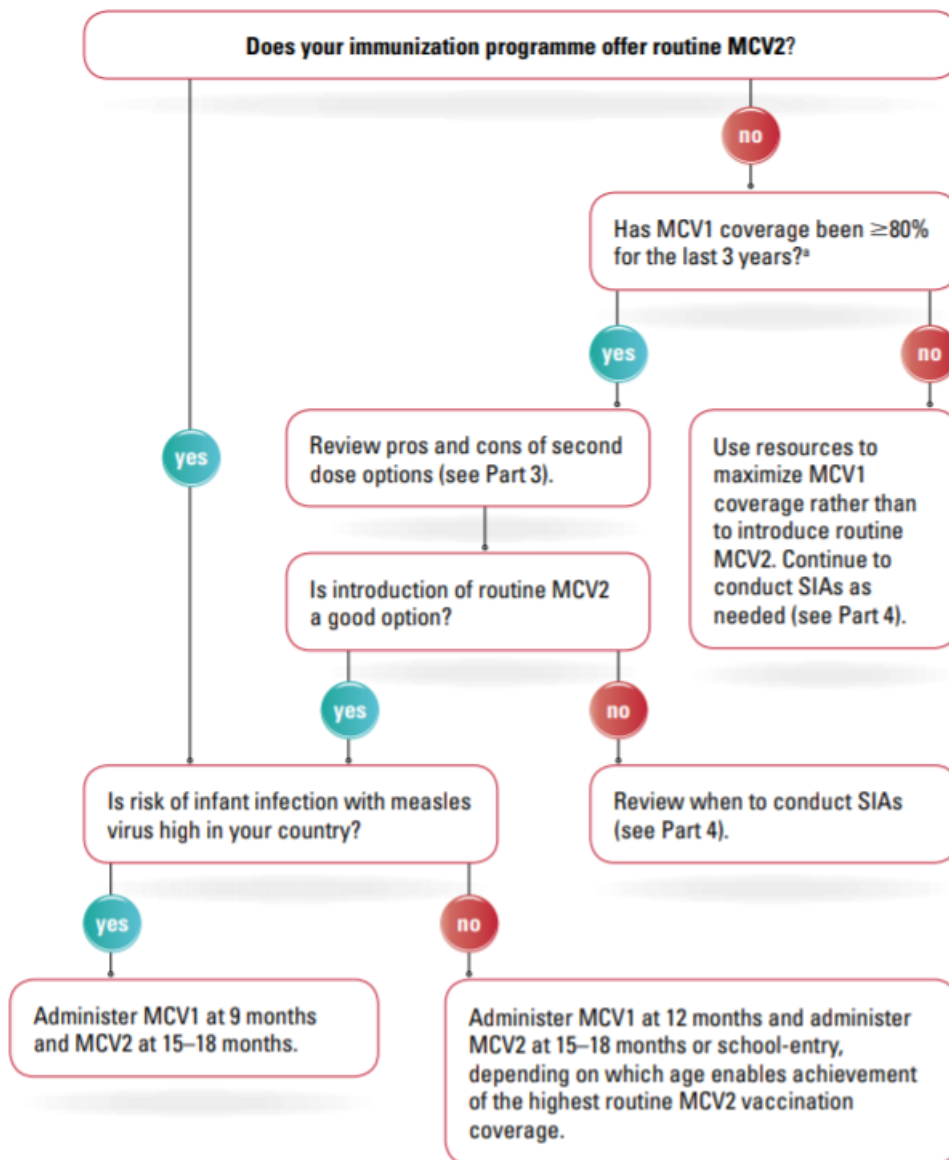 Does your immunization programme offer routine MCV2?
no
Has MCV1 coverage been ≥80%
for the last 3 years?ᵃ
yes
no
Review pros and cons of second
dose options (see Part 3).
Use resources to
maximize MCV1
coverage rather than
to introduce routine
MCV2. Continue to
conduct SIAs as
needed (see Part 4).
yes
Is introduction of routine MCV2
a good option?
yes
no
Is risk of infant infection with measles
virus high in your country?
Review when to conduct SIAs
(see Part 4).
yes
no
Administer MCV1 at 9 months
and MCV2 at 15–18 months.
Administer MCV1 at 12 months and administer
MCV2 at 15–18 months or school-entry,
depending on which age enables achievement
of the highest routine MCV2 vaccination
coverage.